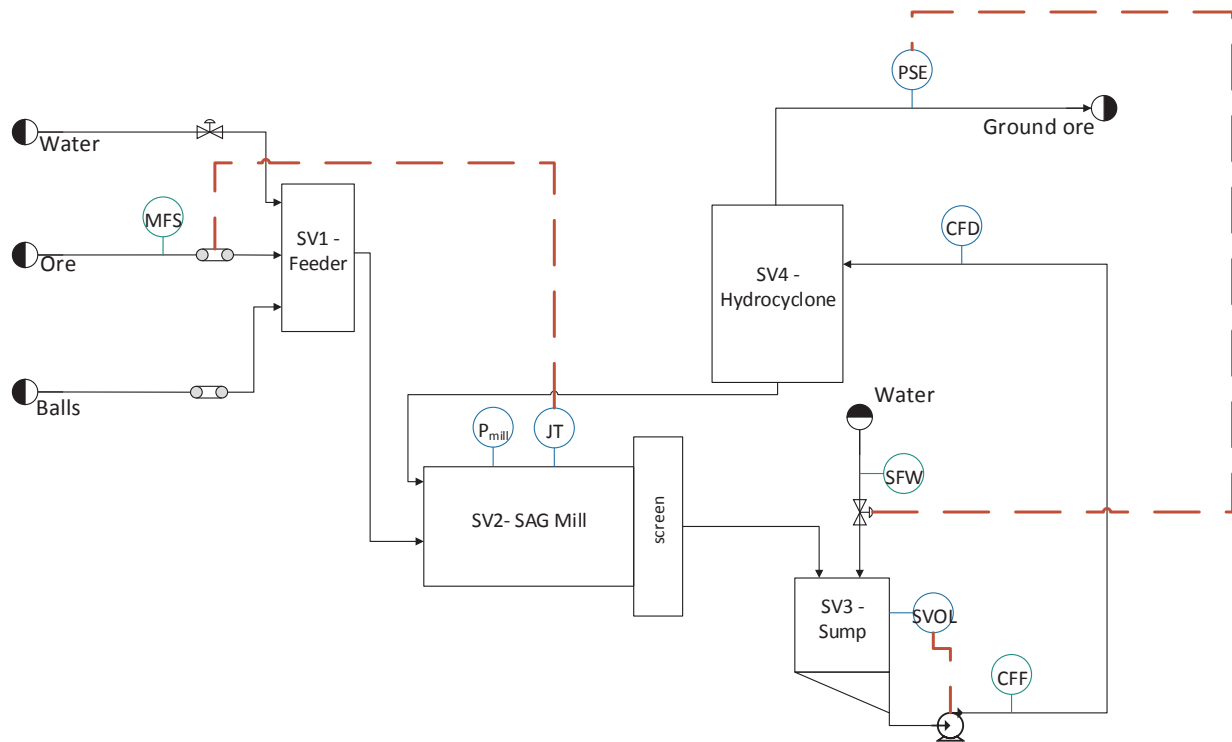 PSE
Ground ore
Water
MFS
SV1 -
Feeder
CFD
Ore
SV4 -
Hydrocyclone
Balls
Water
P_mill
JT
SFW
SV2- SAG Mill
screen
SV3 -
Sump
SVOL
CFF